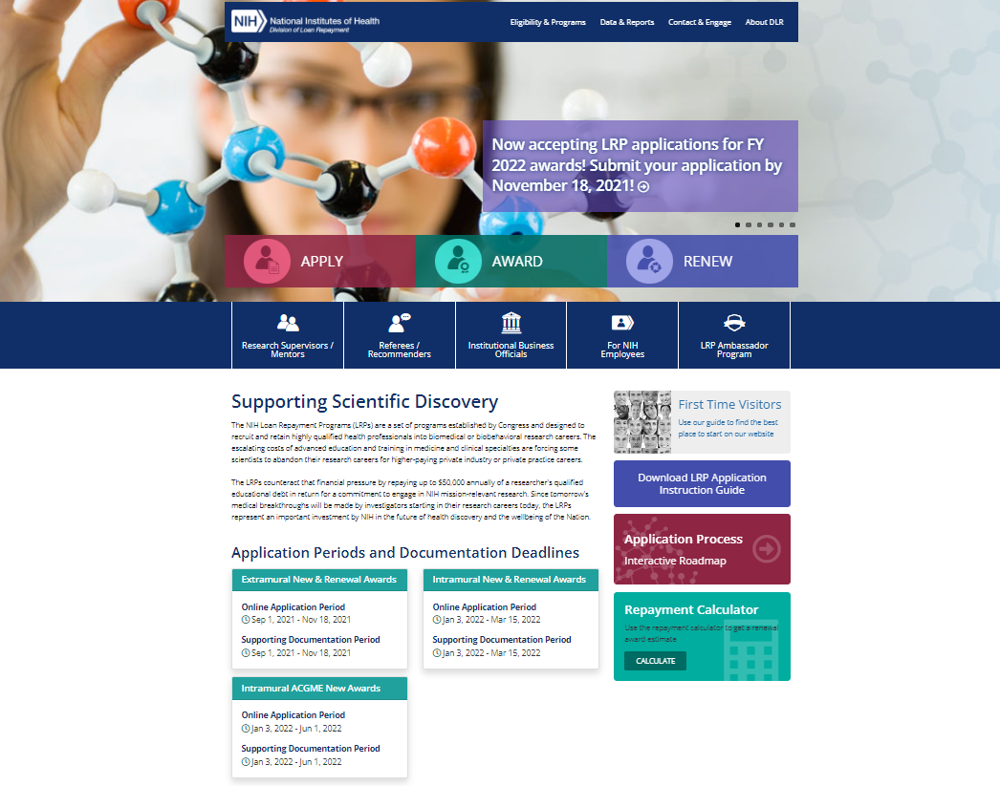 NIH National Institutes of Health
Division of Loan Repayment
Eligibility & Programs Data & Reports Contact & Engage About DLR
Now accepting LRP applications for FY
2022 awards! Submit your application by
November 18, 2021!
APPLY
AWARD
RENEW
Research Supervisors /
Mentors
Referees /
Recommenders
Institutional Business
Officials
For NIH
Employees
LRP Ambassador
Program
Supporting Scientific Discovery
The NIH Loan Repayment Programs (LRPs) are a set of programs established by Congress and designed to
recruit and retain highly qualified health professionals into biomedical or biobehavioral research careers. The
escalating costs of advanced education and training in medicine and clinical specialties are forcing some
scientists to abandon their research careers for higher-paying private industry or private practice careers.
The LRPs counteract that financial pressure by repaying up to $50,000 annually of a researcher's qualified
educational debt in return for a commitment to engage in NIH mission-relevant research. Since tomorrow's
medical breakthroughs will be made by investigators starting in their research careers today, the LRPs
represent an important investment by NIH in the future of health discovery and the wellbeing of the Nation.
Application Periods and Documentation Deadlines
Extramural New & Renewal Awards
Online Application Period
Sep 1, 2021 - Nov 18, 2021
Supporting Documentation Period
Sep 1, 2021 - Nov 18, 2021
Intramural New & Renewal Awards
Online Application Period
Jan 3, 2022 - Mar 15, 2022
Supporting Documentation Period
Jan 3, 2022 - Mar 15, 2022
Intramural ACGME New Awards
Online Application Period
Jan 3, 2022 - Jun 1, 2022
Supporting Documentation Period
Jan 3, 2022 - Jun 1, 2022
First Time Visitors
Use our guide to find the best
place to start on our website
Download LRP Application
Instruction Guide
Application Process
Interactive Roadmap
Repayment Calculator
Use the repayment calculator to get a renewal
award estimate
CALCULATE